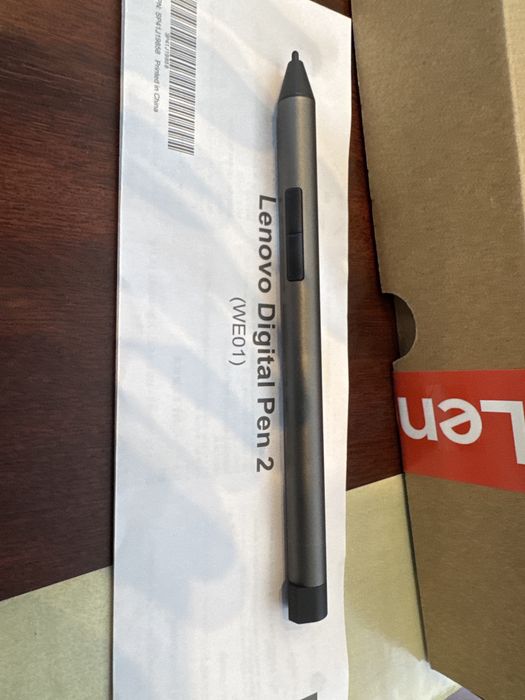 Lenovo Digital Pen 2
(WE01)
Printed in China
Len